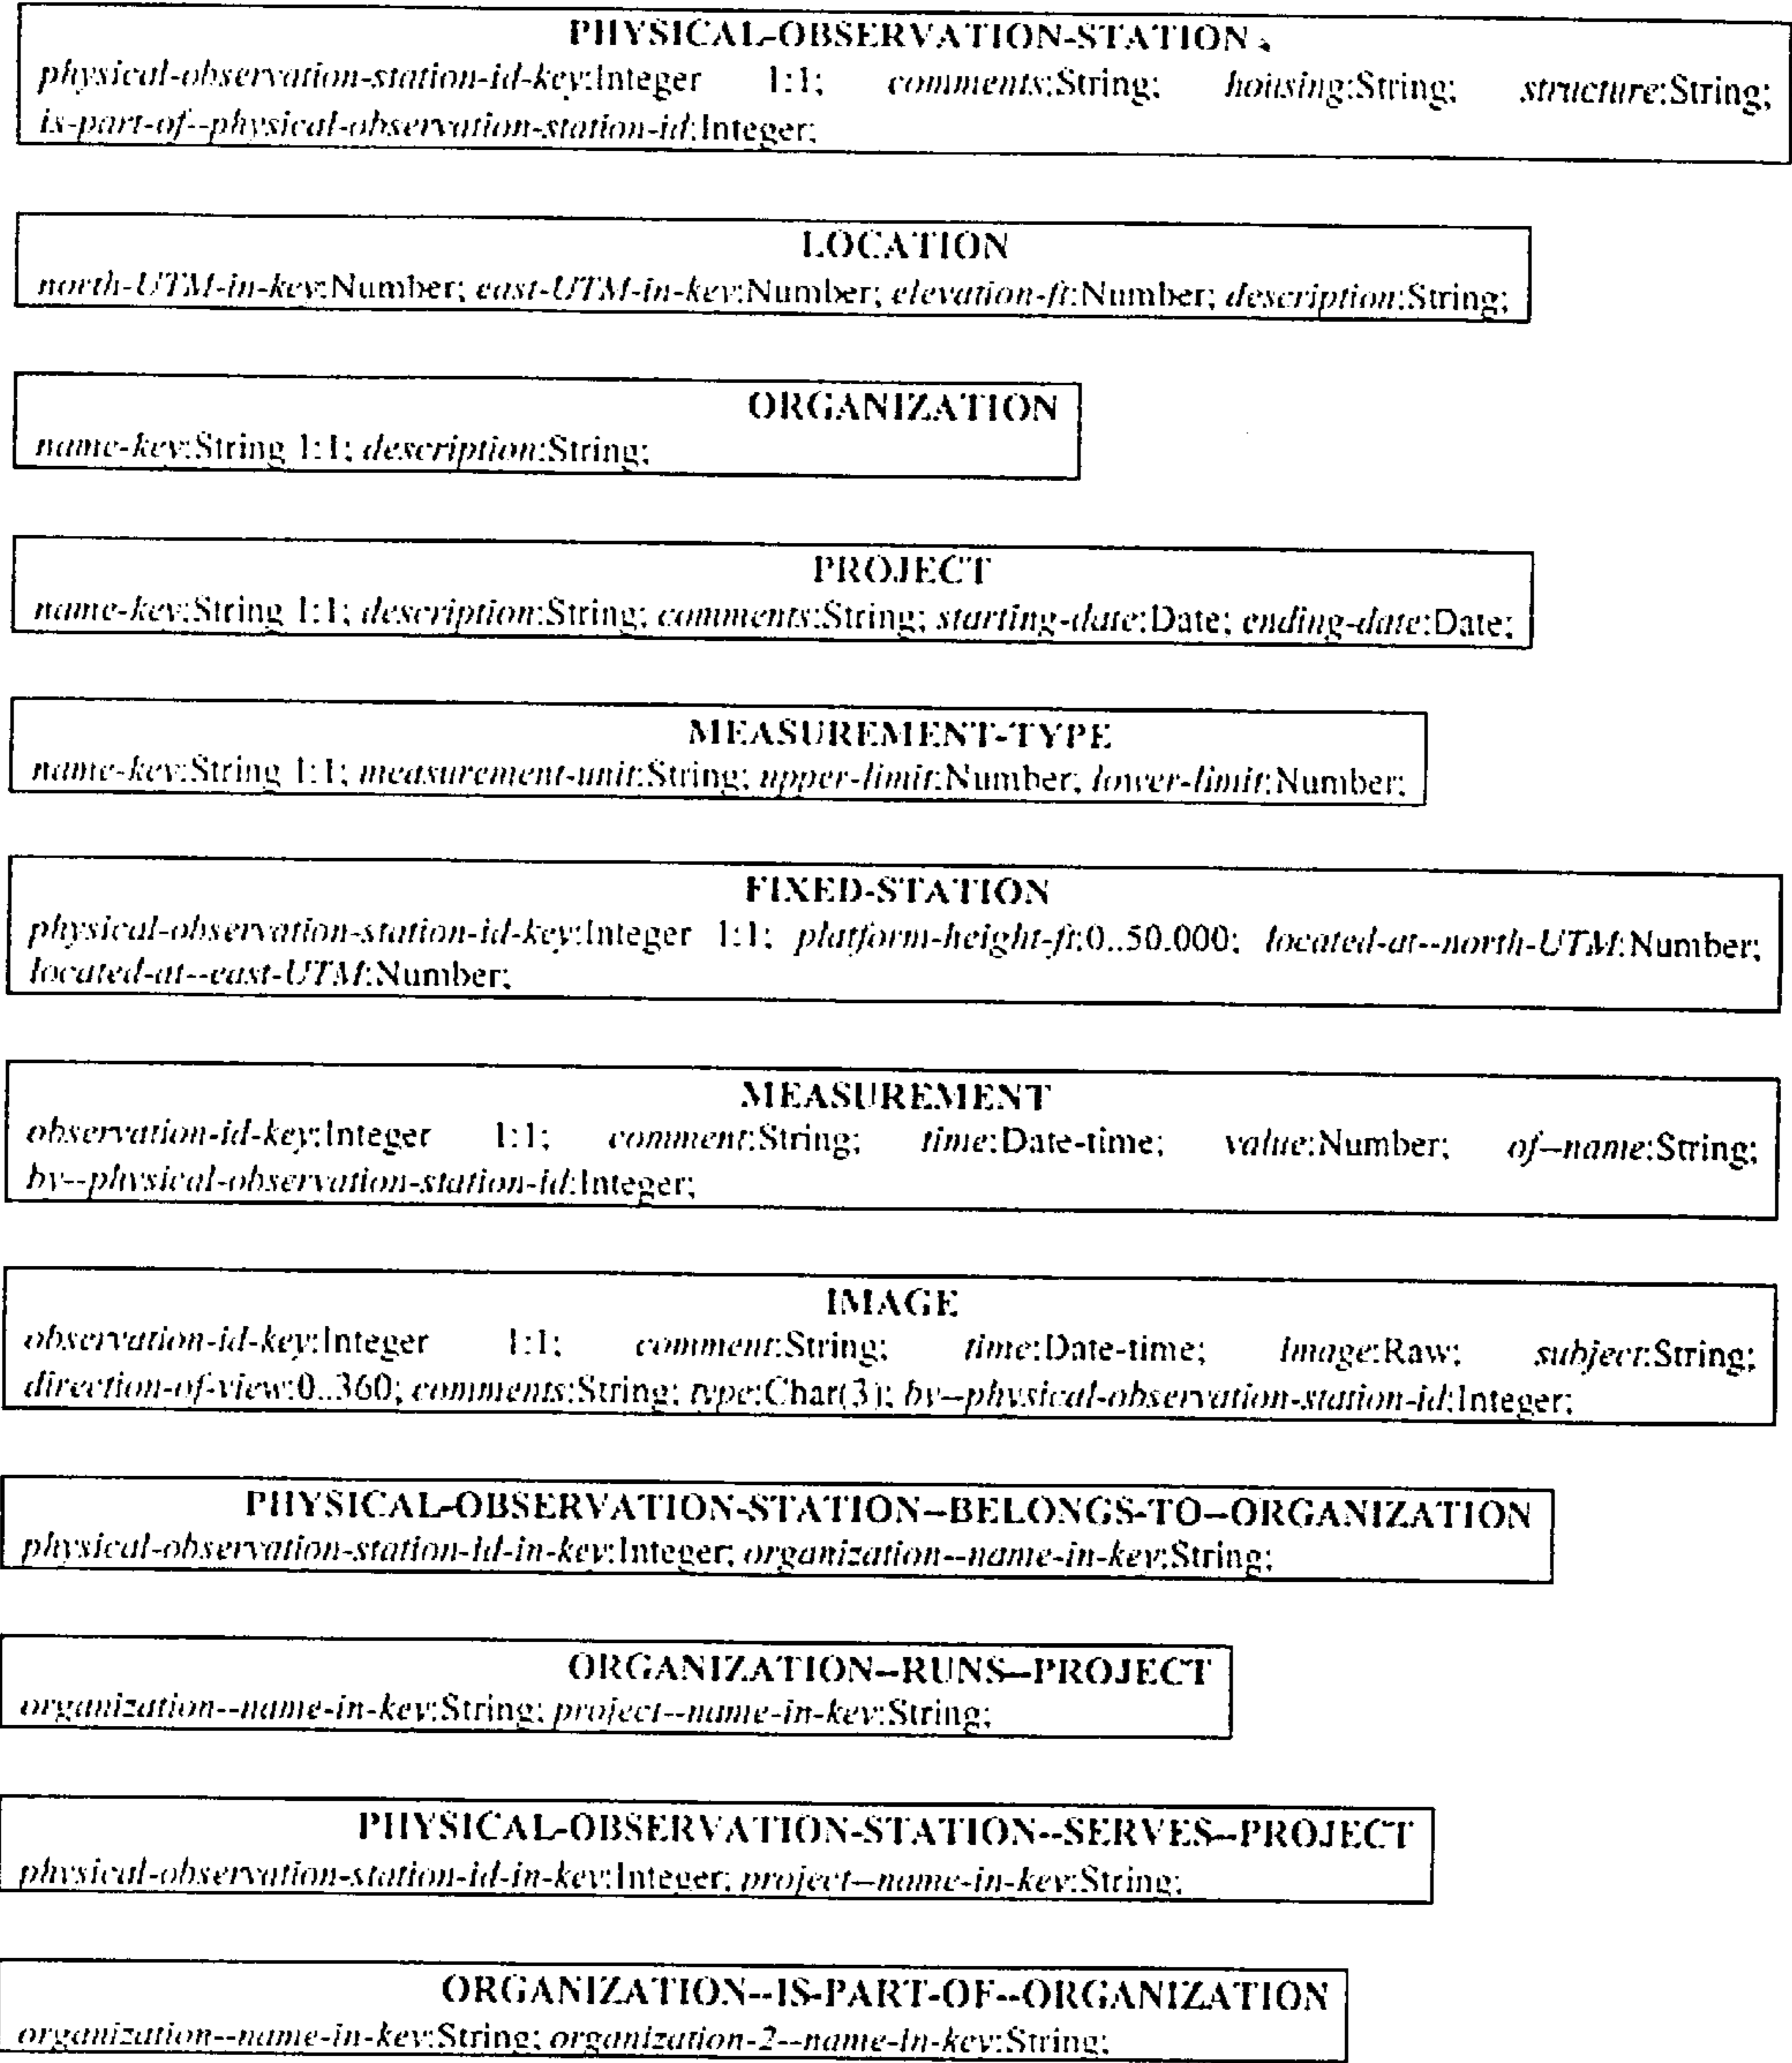 PHYSICAL-OBSERVATION-STATION
physical-observation-station-id-key:Integer 1:1; comments:String; housing:String; structure:String;
is-part-of--physical-observation-station-id:Integer;
LOCATION
north-UTM-in-key:Number; east-UTM-in-key:Number; elevation-ft:Number; description:String;
ORGANIZATION
name-key:String 1:1; description:String;
PROJECT
name-key:String 1:1; description:String; comments:String; starting-date:Date; ending-date:Date;
MEASUREMENT-TYPE
name-key:String 1:1; measurement-unit:String; upper-limit:Number; lower-limit:Number;
FIXED-STATION
physical-observation-station-id-key:Integer 1:1; platform-height-ft:0..50.000; located-at--north-UTM:Number;
located-at--east-UTM:Number;
MEASUREMENT
observation-id-key:Integer 1:1; comment:String; time:Date-time; value:Number; of--name:String;
by--physical-observation-station-id:Integer;
IMAGE
observation-id-key:Integer 1:1; comment:String; time:Date-time; image:Raw; subject:String;
direction-of-view:0..360; comments:String; type:Char(3); by--physical-observation-station-id:Integer;
PHYSICAL-OBSERVATION-STATION--BELONGS-TO--ORGANIZATION
physical-observation-station-id-in-key:Integer; organization--name-in-key:String;
ORGANIZATION--RUNS--PROJECT
organization--name-in-key:String; project--name-in-key:String;
PHYSICAL-OBSERVATION-STATION--SERVES--PROJECT
physical-observation-station-id-in-key:Integer; project--name-in-key:String;
ORGANIZATION--IS-PART-OF--ORGANIZATION
organization--name-in-key:String; organization-2--name-in-key:String;